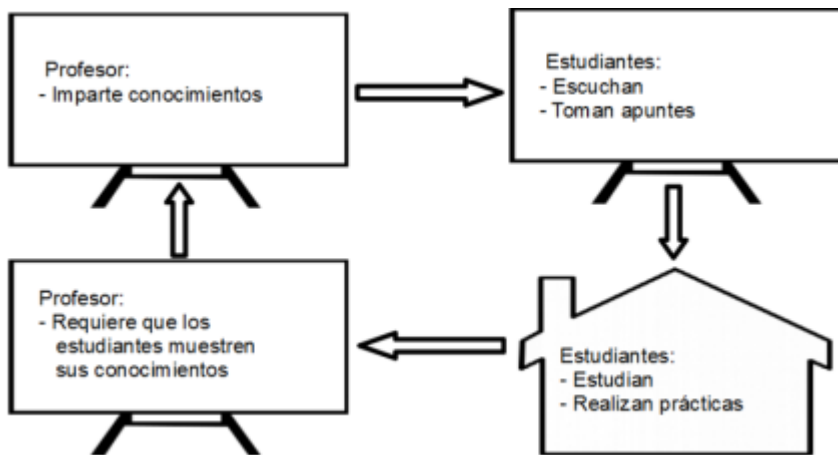 Profesor:
- Imparte conocimientos
Estudiantes:
- Escuchan
- Toman apuntes
Estudiantes:
- Estudian
- Realizan prácticas
Profesor:
- Requiere que los
estudiantes muestren
sus conocimientos